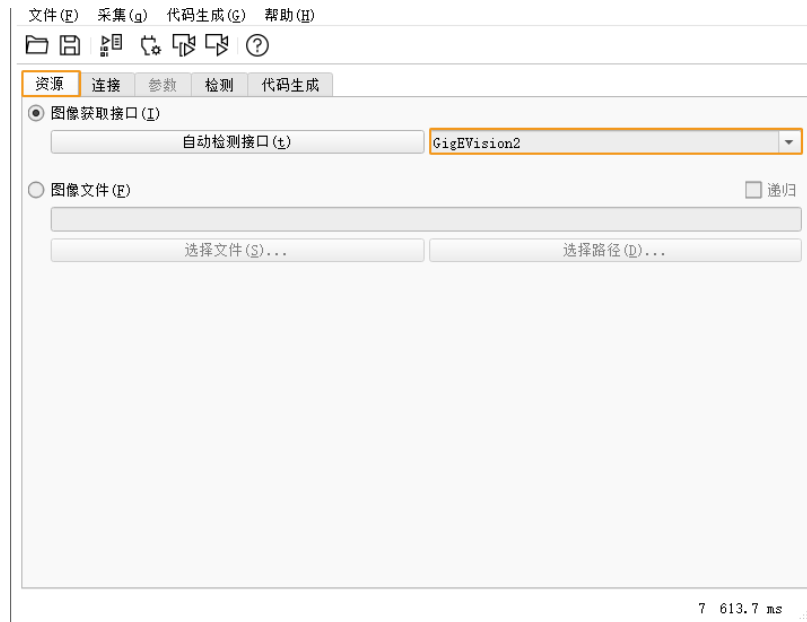 文件(F) 采集(q) 代码生成(G) 帮助(H)
资源 连接 参数 检测 代码生成
图像获取接口(I)
自动检测接口(t) GigEVision2
图像文件(F) 递归
选择文件(S)... 选择路径(D)...
7 613.7 ms